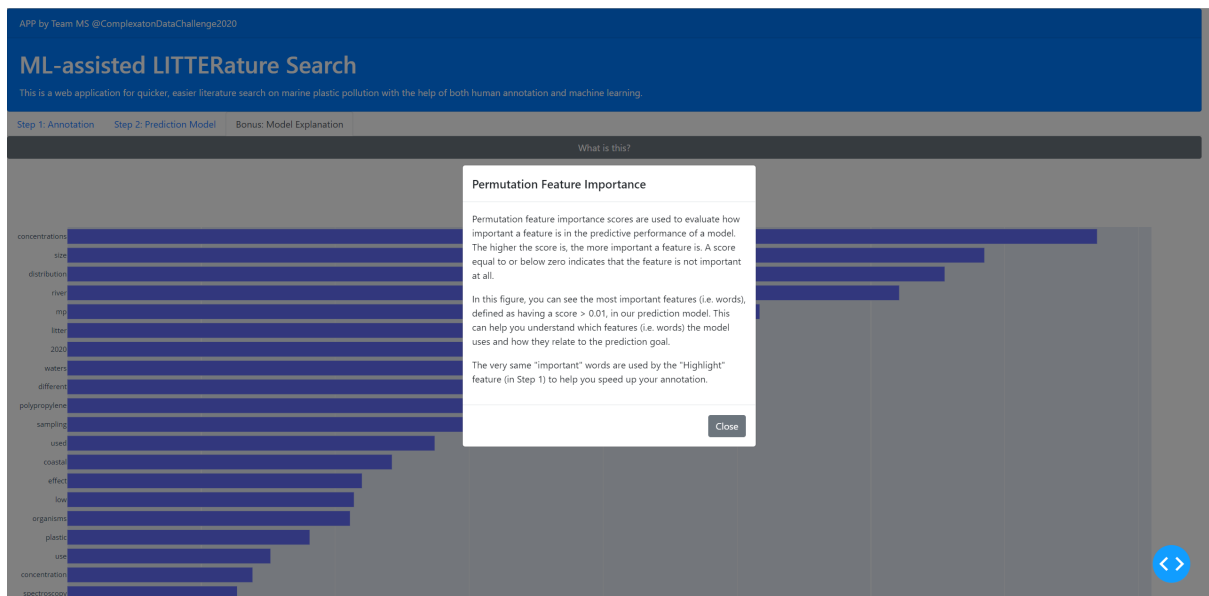 APP by Team MS @ComplexatonDataChallenge2020
ML-assisted LITTERature Search
This is a web application for quicker, easier literature search on marine plastic pollution with the help of both human annotation and machine learning.
Step 1: Annotation Step 2: Prediction Model Bonus: Model Explanation
What is this?
Permutation Feature Importance
Permutation feature importance scores are used to evaluate how
important a feature is in the predictive performance of a model.
The higher the score is, the more important a feature is. A score
equal to or below zero indicates that the feature is not important
at all.
In this figure, you can see the most important features (i.e. words),
defined as having a score > 0.01, in our prediction model. This
can help you understand which features (i.e. words) the model
uses and how they relate to the prediction goal.
The very same "important" words are used by the "Highlight"
feature (in Step 1) to help you speed up your annotation.
Close
concentrations
size
distribution
river
mp
litter
2020
waters
different
polypropylene
sampling
used
coastal
effect
low
organisms
plastic
use
concentration
spectroscopy